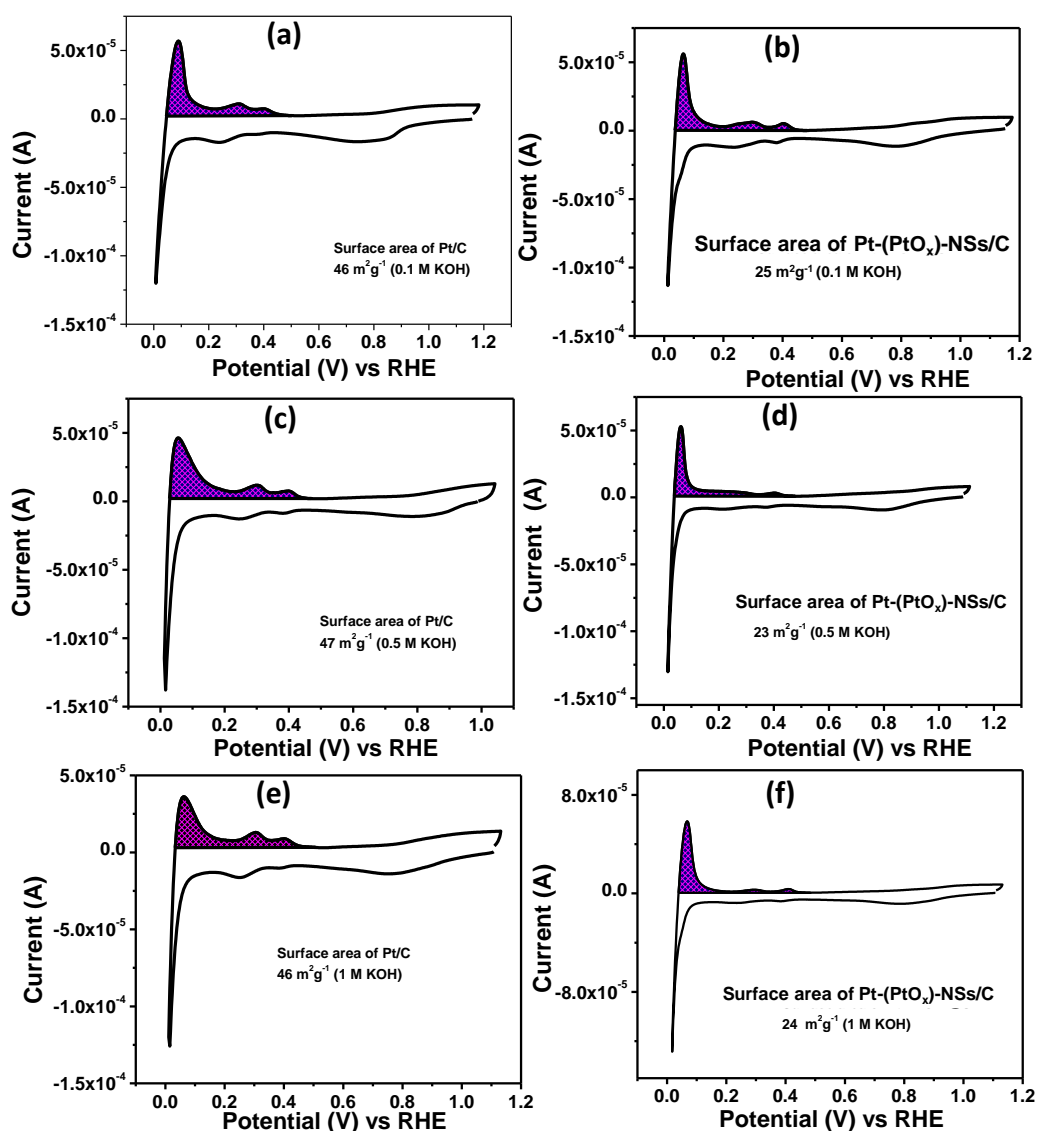 (a)
5.0x10⁻⁵
0.0
-5.0x10⁻⁵
-1.0x10⁻⁴
-1.5x10⁻⁴
Current (A)
Surface area of Pt/C
46 m²g⁻¹ (0.1 M KOH)
0.0 0.2 0.4 0.6 0.8 1.0 1.2
Potential (V) vs RHE
(b)
5.0x10⁻⁵
0.0
-5.0x10⁻⁵
-1.0x10⁻⁴
-1.5x10⁻⁴
Current (A)
Surface area of Pt-(PtOₓ)-NSs/C
25 m²g⁻¹ (0.1 M KOH)
0.0 0.2 0.4 0.6 0.8 1.0 1.2
Potential (V) vs RHE
(c)
5.0x10⁻⁵
0.0
-5.0x10⁻⁵
-1.0x10⁻⁴
-1.5x10⁻⁴
Current (A)
Surface area of Pt/C
47 m²g⁻¹ (0.5 M KOH)
0.0 0.2 0.4 0.6 0.8 1.0
Potential (V) vs RHE
(d)
5.0x10⁻⁵
0.0
-5.0x10⁻⁵
-1.0x10⁻⁴
-1.5x10⁻⁴
Current (A)
Surface area of Pt-(PtOₓ)-NSs/C
23 m²g⁻¹ (0.5 M KOH)
0.0 0.2 0.4 0.6 0.8 1.0 1.2
Potential (V) vs RHE
(e)
5.0x10⁻⁵
0.0
-5.0x10⁻⁵
-1.0x10⁻⁴
-1.5x10⁻⁴
Current (A)
Surface area of Pt/C
46 m²g⁻¹ (1 M KOH)
0.0 0.2 0.4 0.6 0.8 1.0 1.2
Potential (V) vs RHE
(f)
8.0x10⁻⁵
0.0
-8.0x10⁻⁵
Current (A)
Surface area of Pt-(PtOₓ)-NSs/C
24 m²g⁻¹ (1 M KOH)
0.0 0.2 0.4 0.6 0.8 1.0 1.2
Potential (V) vs RHE